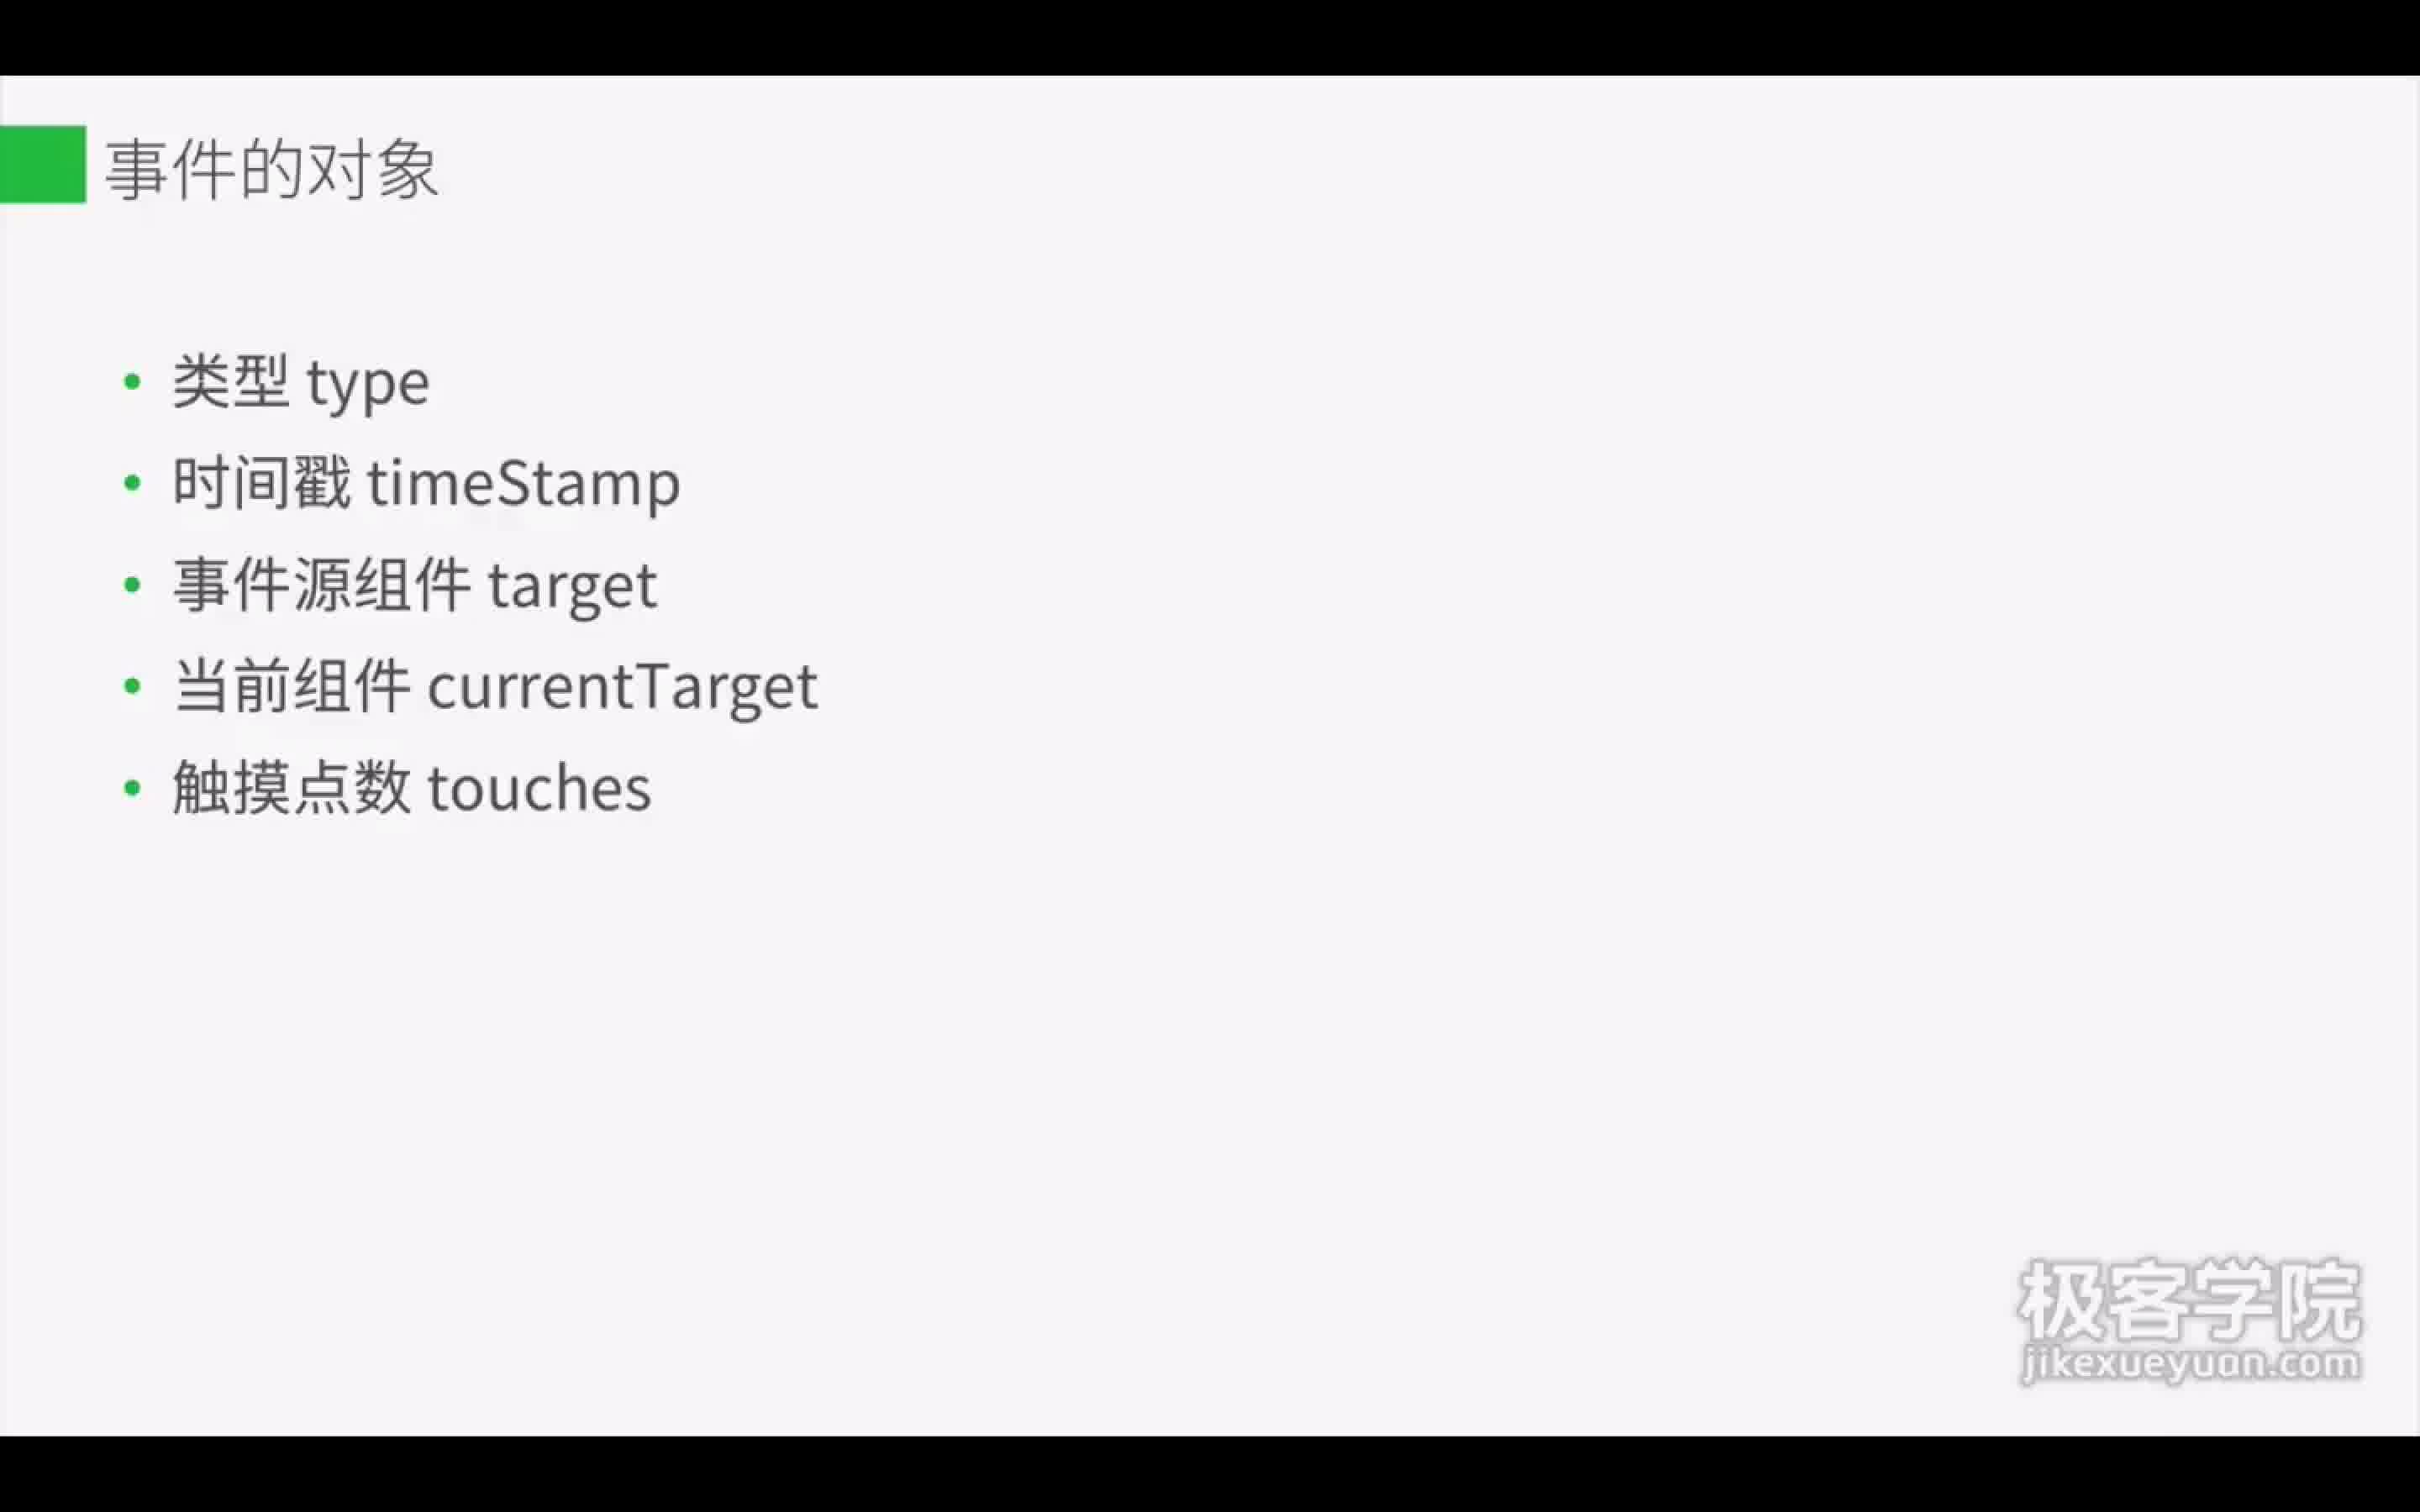 事件的对象
类型 type
时间戳 timeStamp
事件源组件 target
当前组件 currentTarget
触摸点数 touches
极客学院
jikexueyuan.com